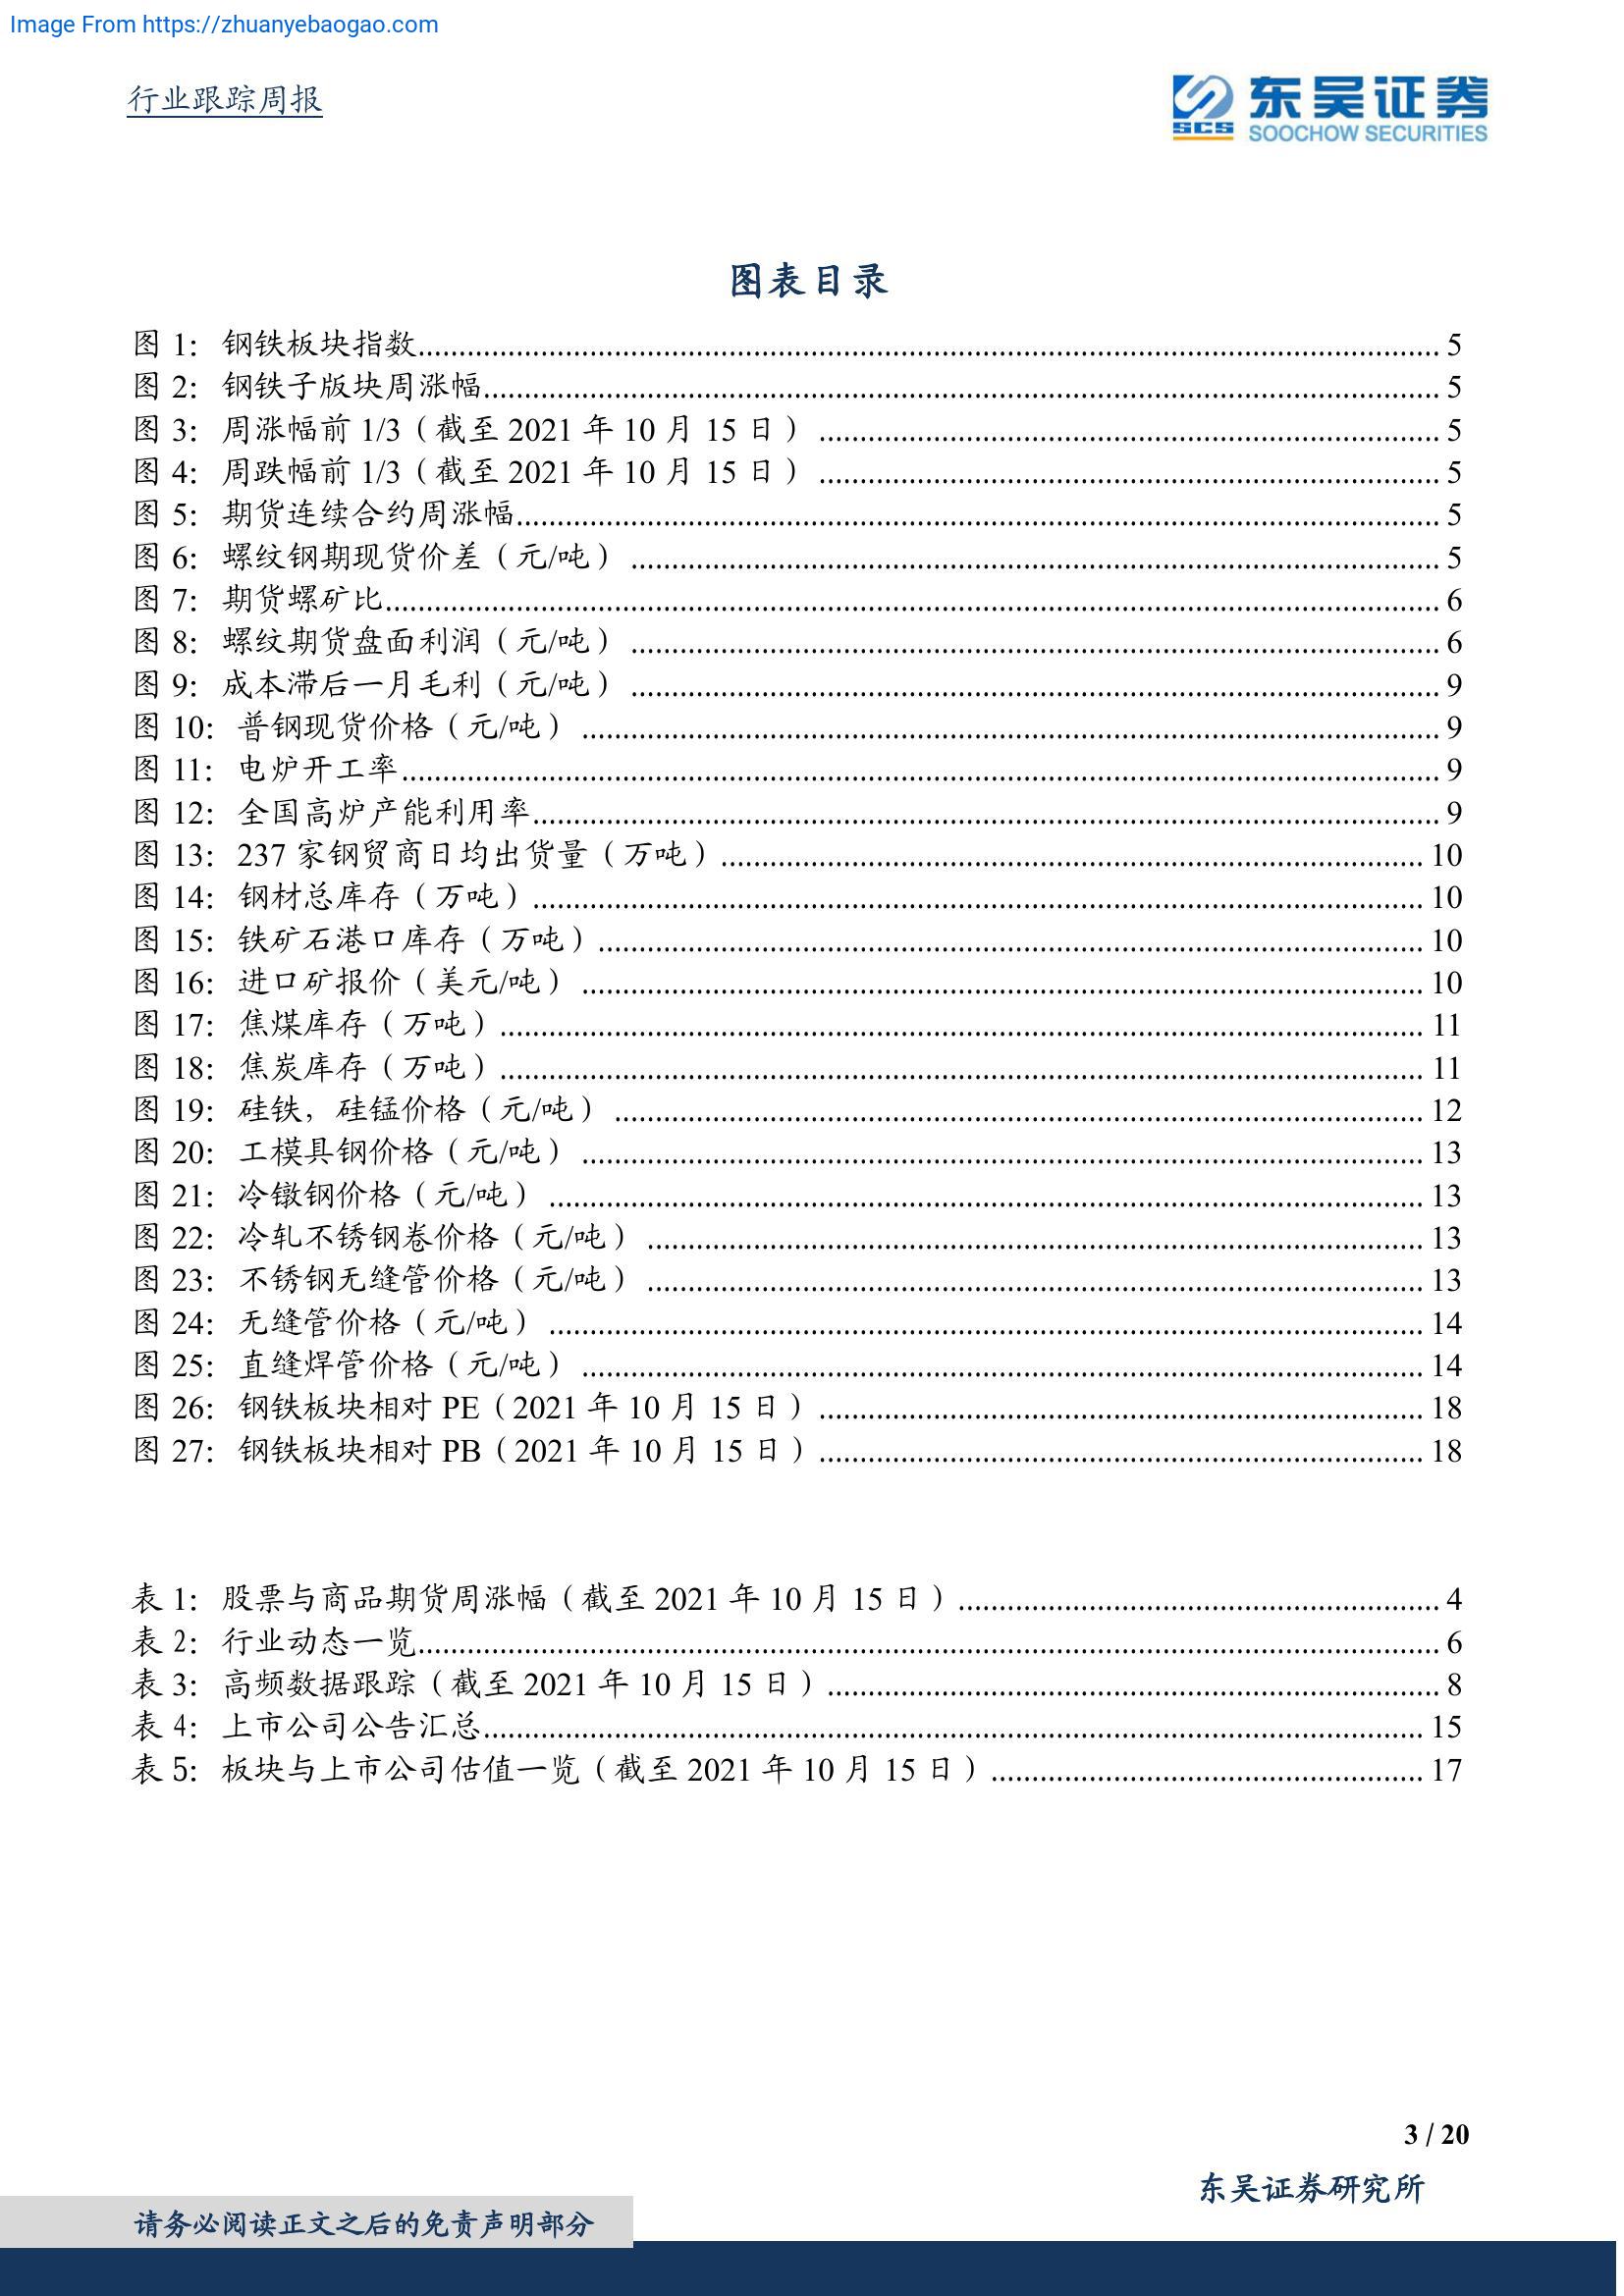 Image From https://zhuanyebaogao.com
行业跟踪周报
东吴证券
SCS
SOOCHOW SECURITIES
图表目录
图 1： 钢铁板块指数 5
图 2： 钢铁子版块周涨幅 5
图 3： 周涨幅前 1/3（截至 2021 年 10 月 15 日） 5
图 4： 周跌幅前 1/3（截至 2021 年 10 月 15 日） 5
图 5： 期货连续合约周涨幅 5
图 6： 螺纹钢期现货价差（元/吨） 5
图 7： 期货螺矿比 6
图 8： 螺纹期货盘面利润（元/吨） 6
图 9： 成本滞后一月毛利（元/吨） 9
图 10： 普钢现货价格（元/吨） 9
图 11： 电炉开工率 9
图 12： 全国高炉产能利用率 9
图 13： 237 家钢贸商日均出货量（万吨） 10
图 14： 钢材总库存（万吨） 10
图 15： 铁矿石港口库存（万吨） 10
图 16： 进口矿报价（美元/吨） 10
图 17： 焦煤库存（万吨） 11
图 18： 焦炭库存（万吨） 11
图 19： 硅铁，硅锰价格（元/吨） 12
图 20： 工模具钢价格（元/吨） 13
图 21： 冷镦钢价格（元/吨） 13
图 22： 冷轧不锈钢卷价格（元/吨） 13
图 23： 不锈钢无缝管价格（元/吨） 13
图 24： 无缝管价格（元/吨） 14
图 25： 直缝焊管价格（元/吨） 14
图 26： 钢铁板块相对 PE（2021 年 10 月 15 日） 18
图 27： 钢铁板块相对 PB（2021 年 10 月 15 日） 18
表 1： 股票与商品期货周涨幅（截至 2021 年 10 月 15 日） 4
表 2： 行业动态一览 6
表 3： 高频数据跟踪（截至 2021 年 10 月 15 日） 8
表 4： 上市公司公告汇总 15
表 5： 板块与上市公司估值一览（截至 2021 年 10 月 15 日） 17
3 / 20
东吴证券研究所
请务必阅读正文之后的免责声明部分